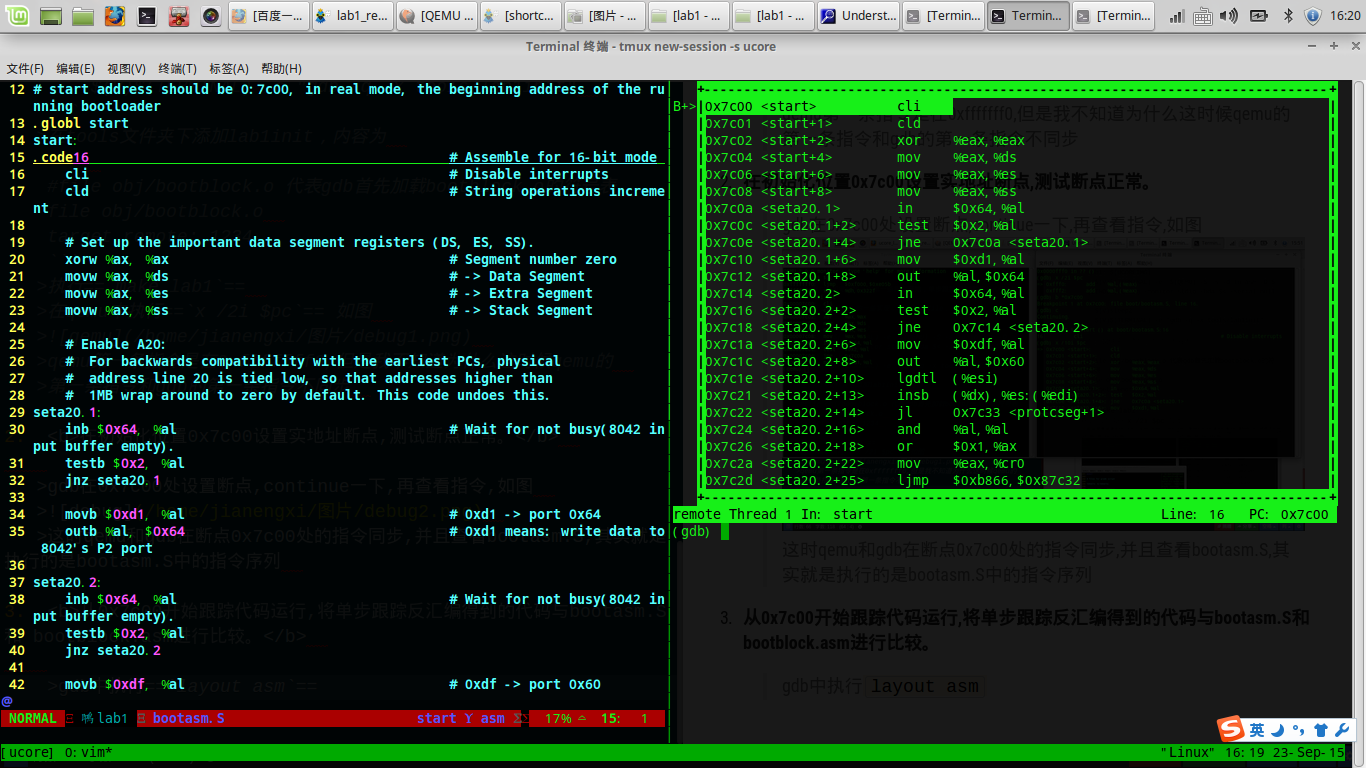 [百度一...
lab1_re...
[QEMU ...
[shortc...
[图片 - ...
[lab1 - ...
[lab1 - ...
Underst...
[Termin...
Termin...
[Termin...
16:20
Terminal 终端 - tmux new-session -s ucore
文件(F) 编辑(E) 视图(V) 终端(T) 标签(A) 帮助(H)
12 # start address should be 0:7c00, in real mode, the beginning address of the ru
nning bootloader
13 .globl start
14 start:
15 .code16 # Assemble for 16-bit mode
16 cli # Disable interrupts
17 cld # String operations increme
nt
18
19 # Set up the important data segment registers (DS, ES, SS).
20 xorw %ax, %ax # Segment number zero
21 movw %ax, %ds # -> Data Segment
22 movw %ax, %es # -> Extra Segment
23 movw %ax, %ss # -> Stack Segment
24
25 # Enable A20:
26 # For backwards compatibility with the earliest PCs, physical
27 # address line 20 is tied low, so that addresses higher than
28 # 1MB wrap around to zero by default. This code undoes this.
29 seta20.1:
30 inb $0x64, %al # Wait for not busy(8042 in
put buffer empty).
31 testb $0x2, %al
32 jnz seta20.1
33
34 movb $0xd1, %al # 0xd1 -> port 0x64
35 outb %al, $0x64 # 0xd1 means: write data to
8042's P2 port
36
37 seta20.2:
38 inb $0x64, %al # Wait for not busy(8042 in
put buffer empty).
39 testb $0x2, %al
40 jnz seta20.2
41
42 movb $0xdf, %al # 0xdf -> port 0x60
@
NORMAL lab1 bootasm.S start asm 17% 15: 1
B+>|0x7c00 <start> cli
0x7c01 <start+1> cld
0x7c02 <start+2> xor %eax,%eax
0x7c04 <start+4> mov %eax,%ds
0x7c06 <start+6> mov %eax,%es
0x7c08 <start+8> mov %eax,%ss
0x7c0a <seta20.1> in $0x64,%al
0x7c0c <seta20.1+2> test $0x2,%al
0x7c0e <seta20.1+4> jne 0x7c0a <seta20.1>
0x7c10 <seta20.1+6> mov $0xd1,%al
0x7c12 <seta20.1+8> out %al,$0x64
0x7c14 <seta20.2> in $0x64,%al
0x7c16 <seta20.2+2> test $0x2,%al
0x7c18 <seta20.2+4> jne 0x7c14 <seta20.2>
0x7c1a <seta20.2+6> mov $0xdf,%al
0x7c1c <seta20.2+8> out %al,$0x60
0x7c1e <seta20.2+10> lgdtl (%esi)
0x7c21 <seta20.2+13> insb (%dx),%es:(%edi)
0x7c22 <seta20.2+14> jl 0x7c33 <protcseg+1>
0x7c24 <seta20.2+16> and %al,%al
0x7c26 <seta20.2+18> or $0x1,%ax
0x7c2a <seta20.2+22> mov %eax,%cr0
0x7c2d <seta20.2+25> ljmp $0xb866,$0x87c32
remote Thread 1 In: start Line: 16 PC: 0x7c00
(gdb)
这时qemu和gdb在断点0x7c00处的指令同步,并且查看bootasm.S,其
实就是执行的是bootasm.S中的指令序列
3. 从0x7c00开始跟踪代码运行,将单步跟踪反汇编得到的代码与bootasm.S和
bootblock.asm进行比较。
gdb中执行 layout asm
英
[ucore] 0:vim* "Linux" 16:19 23-Sep-15